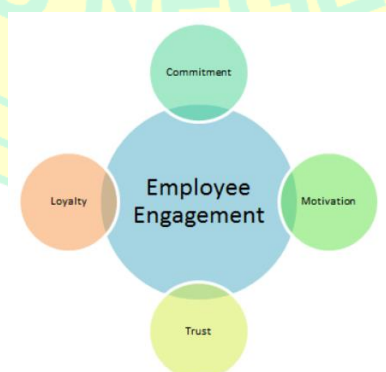 Commitment
Loyalty
Employee
Engagement
Motivation
Trust